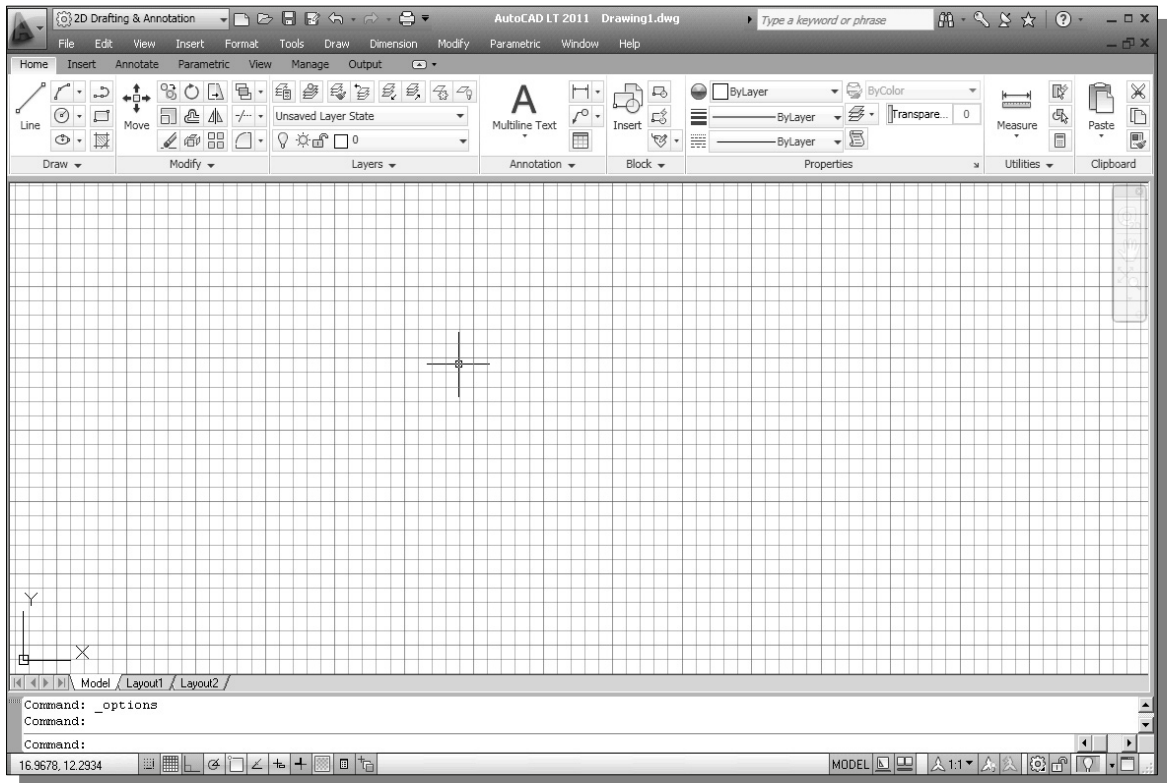 2D Drafting & Annotation AutoCAD LT 2011 Drawing1.dwg Type a keyword or phrase
File Edit View Insert Format Tools Draw Dimension Modify Parametric Window Help
Home Insert Annotate Parametric View Manage Output
ByLayer ByColor
Unsaved Layer State ByLayer Transpare... 0
Line Move Multiline Text Insert Measure Paste
0 ByLayer
Draw Modify Layers Annotation Block Properties Utilities Clipboard
Y
X
Model Layout1 Layout2
Command: _options
Command:
Command:
16.9678, 12.2934 MODEL 1:1